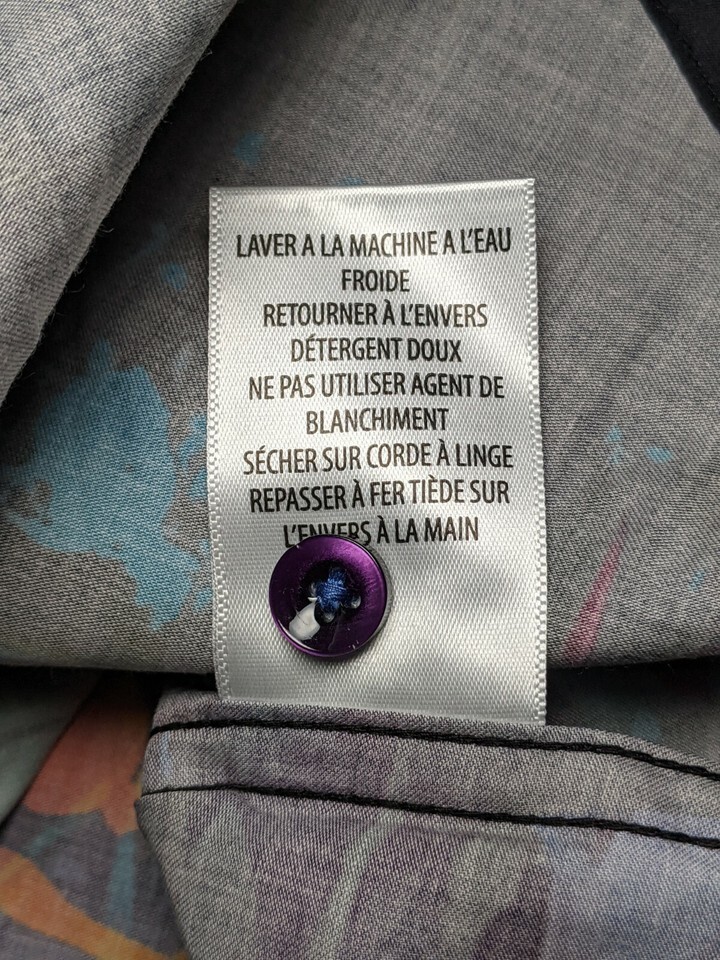 LAVER A LA MACHINE A L'EAU
FROIDE
RETOURNER À L'ENVERS
DÉTERGENT DOUX
NE PAS UTILISER AGENT DE
BLANCHIMENT
SÉCHER SUR CORDE À LINGE
REPASSER À FER TIÈDE SUR
L'ENVERS À LA MAIN